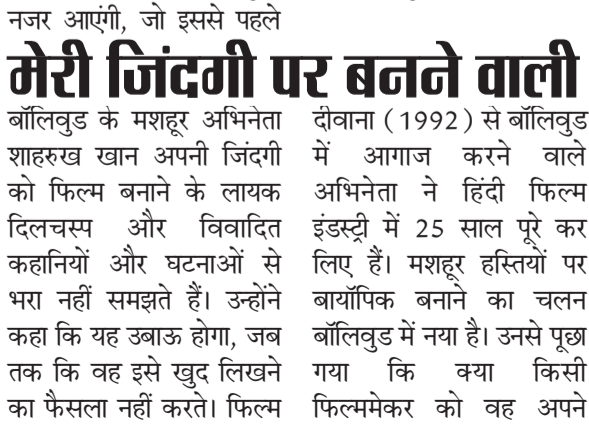 नजर आएंगी, जो इससे पहले
मेरी जिंदगी पर बनने वाली
बॉलिवुड के मशहूर अभिनेता
शाहरुख खान अपनी जिंदगी
को फिल्म बनाने के लायक
दिलचस्प और विवादित
कहानियों और घटनाओं से
भरा नहीं समझते हैं। उन्होंने
कहा कि यह उबाऊ होगा, जब
तक कि वह इसे खुद लिखने
का फैसला नहीं करते। फिल्म
दीवाना (1992) से बॉलिवुड
में आगाज करने वाले
अभिनेता ने हिंदी फिल्म
इंडस्ट्री में 25 साल पूरे कर
लिए हैं। मशहूर हस्तियों पर
बायॉपिक बनाने का चलन
बॉलिवुड में नया है। उनसे पूछा
गया कि क्या किसी
फिल्ममेकर को वह अपने